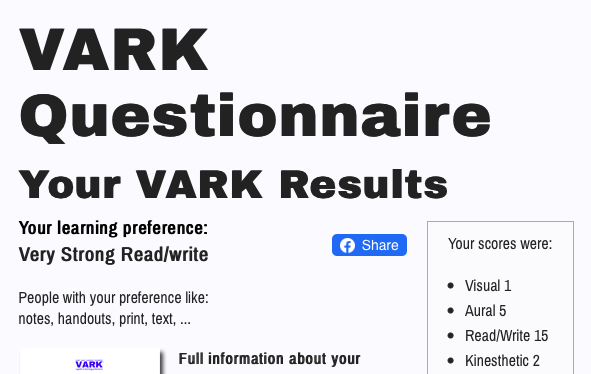 VARK
Questionnaire
Your VARK Results
Your learning preference:
Very Strong Read/write
Share
People with your preference like:
notes, handouts, print, text, ...
VARK
Full information about your
Your scores were:
Visual 1
Aural 5
Read/Write 15
Kinesthetic 2